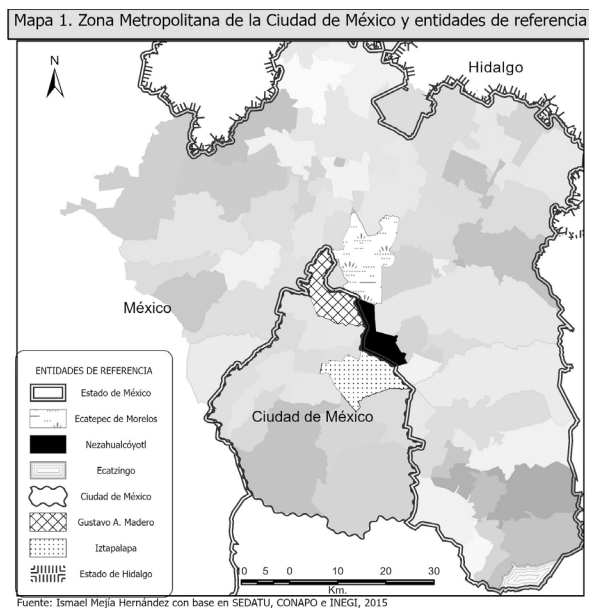 Mapa 1. Zona Metropolitana de la Ciudad de México y entidades de referencia
N
Hidalgo
México
Ciudad de México
ENTIDADES DE REFERENCIA
Estado de México
Ecatepec de Morelos
Nezahualcóyotl
Ecatzingo
Ciudad de México
Gustavo A. Madero
Iztapalapa
Estado de Hidalgo
10 5 0 10 20 30
Km.
Fuente: Ismael Mejía Hernández con base en SEDATU, CONAPO e INEGI, 2015